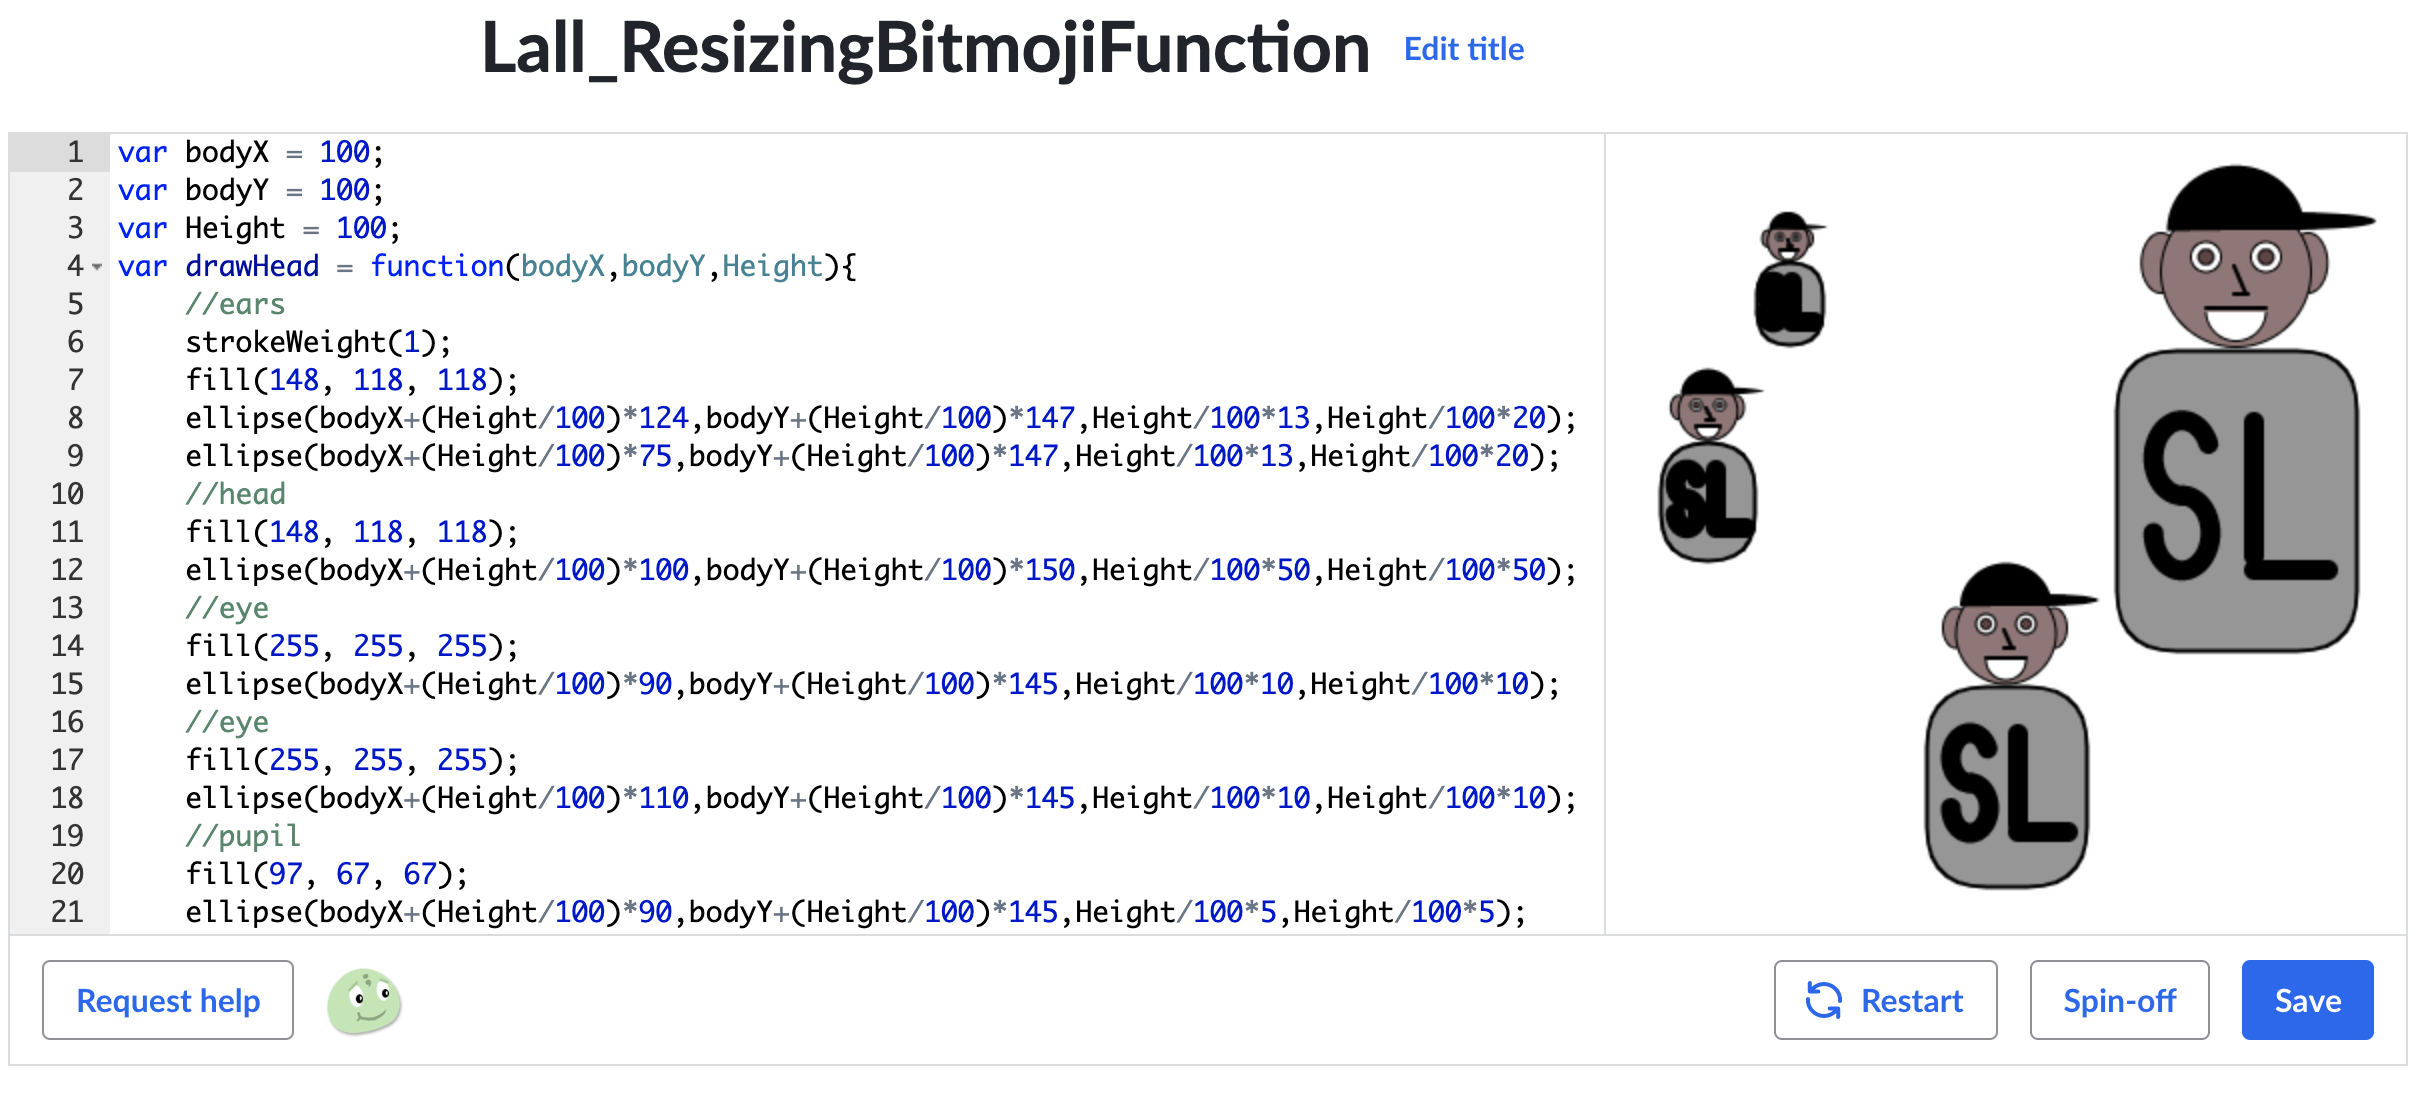 Lall_ResizingBitmojiFunction Edit title
1 var bodyX = 100;
2 var bodyY = 100;
3 var Height = 100;
4 var drawHead = function(bodyX,bodyY,Height){
5 //ears
6 strokeWeight(1);
7 fill(148, 118, 118);
8 ellipse(bodyX+(Height/100)*124,bodyY+(Height/100)*147,Height/100*13,Height/100*20);
9 ellipse(bodyX+(Height/100)*75,bodyY+(Height/100)*147,Height/100*13,Height/100*20);
10 //head
11 fill(148, 118, 118);
12 ellipse(bodyX+(Height/100)*100,bodyY+(Height/100)*150,Height/100*50,Height/100*50);
13 //eye
14 fill(255, 255, 255);
15 ellipse(bodyX+(Height/100)*90,bodyY+(Height/100)*145,Height/100*10,Height/100*10);
16 //eye
17 fill(255, 255, 255);
18 ellipse(bodyX+(Height/100)*110,bodyY+(Height/100)*145,Height/100*10,Height/100*10);
19 //pupil
20 fill(97, 67, 67);
21 ellipse(bodyX+(Height/100)*90,bodyY+(Height/100)*145,Height/100*5,Height/100*5);
SL
SL
SL
SL
Request help
Restart
Spin-off
Save